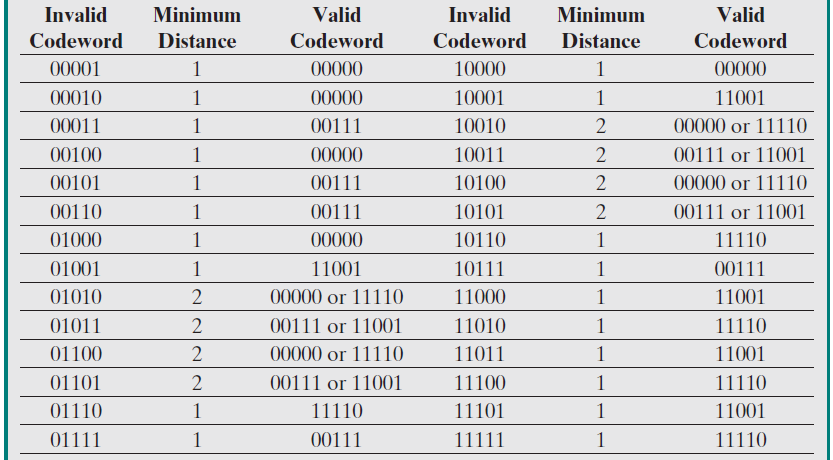 Invalid Minimum Valid Invalid Minimum Valid
Codeword Distance Codeword Codeword Distance Codeword
00001 1 00000 10000 1 00000
00010 1 00000 10001 1 11001
00011 1 00111 10010 2 00000 or 11110
00100 1 00000 10011 2 00111 or 11001
00101 1 00111 10100 2 00000 or 11110
00110 1 00111 10101 2 00111 or 11001
01000 1 00000 10110 1 11110
01001 1 11001 10111 1 00111
01010 2 00000 or 11110 11000 1 11001
01011 2 00111 or 11001 11010 1 11110
01100 2 00000 or 11110 11011 1 11001
01101 2 00111 or 11001 11100 1 11110
01110 1 11110 11101 1 11001
01111 1 00111 11111 1 11110